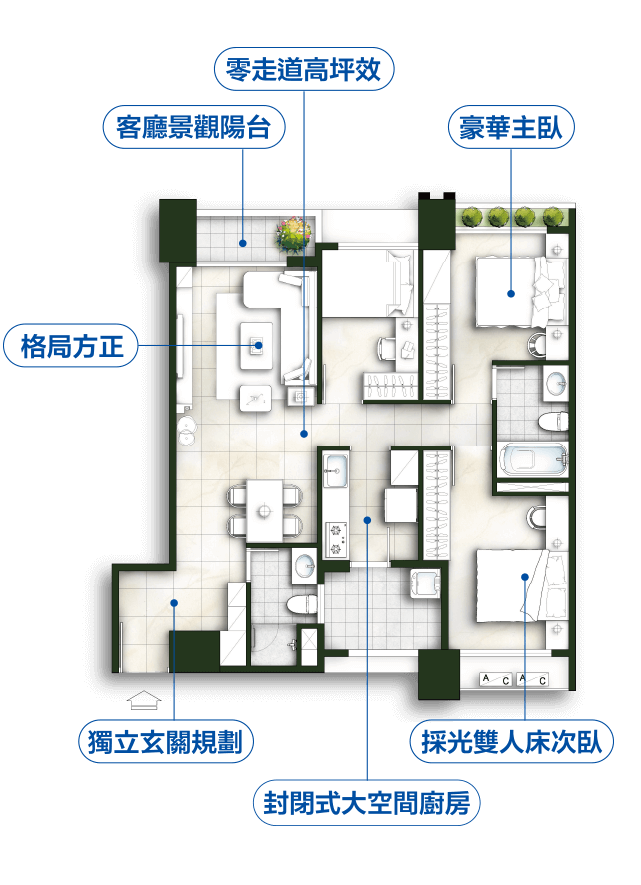 零走道高坪效
客廳景觀陽台
豪華主臥
格局方正
A C A C
獨立玄關規劃
採光雙人床次臥
封閉式大空間廚房